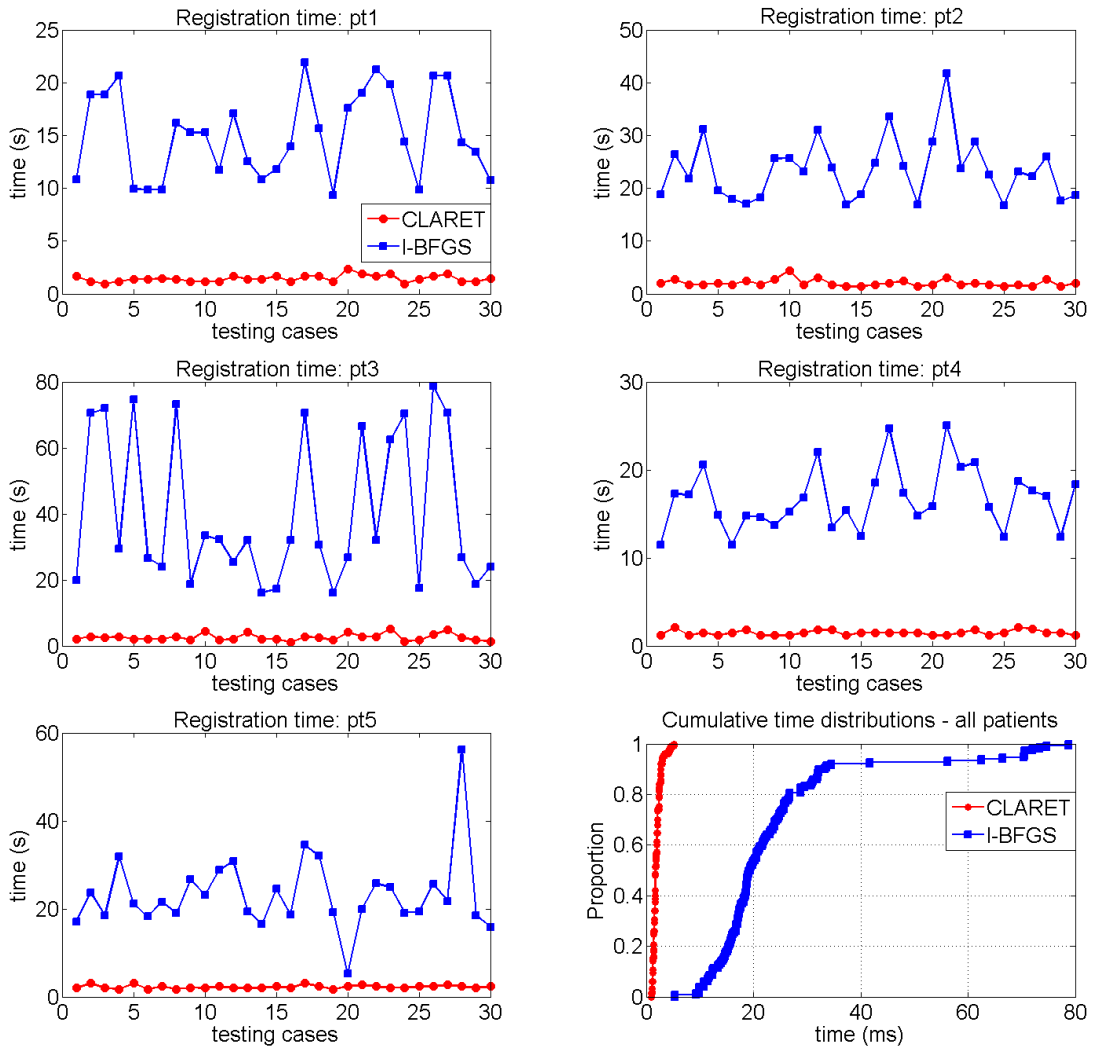 Registration time: pt1
25
20
15
10
5
0
time (s)
0 5 10 15 20 25 30
testing cases
CLARET
l-BFGS
Registration time: pt2
50
40
30
20
10
0
time (s)
0 5 10 15 20 25 30
testing cases
Registration time: pt3
80
60
40
20
0
time (s)
0 5 10 15 20 25 30
testing cases
Registration time: pt4
30
20
10
0
time (s)
0 5 10 15 20 25 30
testing cases
Registration time: pt5
60
40
20
0
time (s)
0 5 10 15 20 25 30
testing cases
Cumulative time distributions - all patients
1
0.8
0.6
0.4
0.2
0
Proportion
0 20 40 60 80
time (ms)
CLARET
l-BFGS